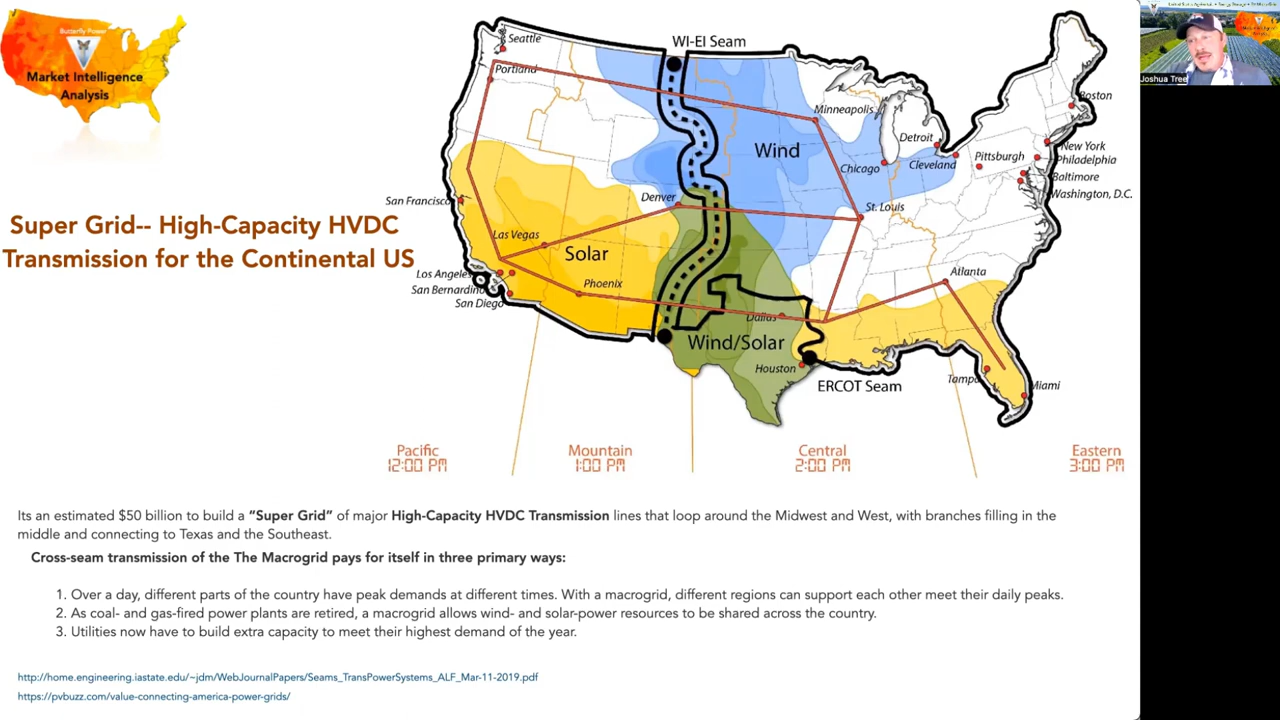 Butterfly Power
Market Intelligence
Analysis
Super Grid-- High-Capacity HVDC
Transmission for the Continental US
WI-EI Seam
Seattle
Portland
Minneapolis
Boston
Detroit
New York
Wind
Pittsburgh
Philadelphia
Chicago
Cleveland
Baltimore
Washington, D.C.
Denver
San Francisco
St. Louis
Las Vegas
Solar
Los Angeles
Atlanta
San Bernardino
Phoenix
San Diego
Dallas
Wind/Solar
Houston
ERCOT Seam
Tampa
Miami
Pacific
12:00 PM
Mountain
1:00 PM
Central
2:00 PM
Eastern
3:00 PM
Its an estimated $50 billion to build a “Super Grid” of major High-Capacity HVDC Transmission lines that loop around the Midwest and West, with branches filling in the
middle and connecting to Texas and the Southeast.
Cross-seam transmission of the The Macrogrid pays for itself in three primary ways:
1. Over a day, different parts of the country have peak demands at different times. With a macrogrid, different regions can support each other meet their daily peaks.
2. As coal- and gas-fired power plants are retired, a macrogrid allows wind- and solar-power resources to be shared across the country.
3. Utilities now have to build extra capacity to meet their highest demand of the year.
http://home.engineering.iastate.edu/~jdm/WebJournalPapers/Seams_TransPowerSystems_ALF_Mar-11-2019.pdf
https://pvbuzz.com/value-connecting-america-power-grids/
Joshua Tree